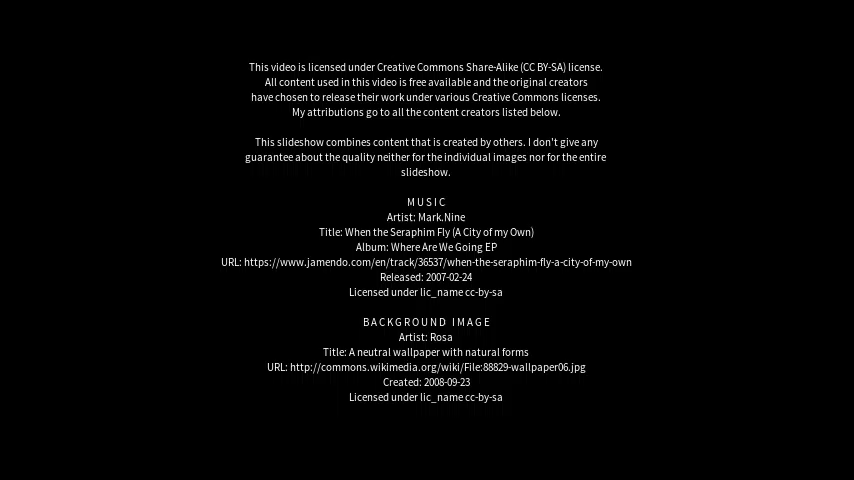 This video is licensed under Creative Commons Share-Alike (CC BY-SA) license.
All content used in this video is free available and the original creators
have chosen to release their work under various Creative Commons licenses.
My attributions go to all the content creators listed below.
This slideshow combines content that is created by others. I don't give any
guarantee about the quality neither for the individual images nor for the entire
slideshow.
MUSIC
Artist: Mark.Nine
Title: When the Seraphim Fly (A City of my Own)
Album: Where Are We Going EP
URL: https://www.jamendo.com/en/track/36537/when-the-seraphim-fly-a-city-of-my-own
Released: 2007-02-24
Licensed under lic_name cc-by-sa
BACKGROUND IMAGE
Artist: Rosa
Title: A neutral wallpaper with natural forms
URL: http://commons.wikimedia.org/wiki/File:88829-wallpaper06.jpg
Created: 2008-09-23
Licensed under lic_name cc-by-sa